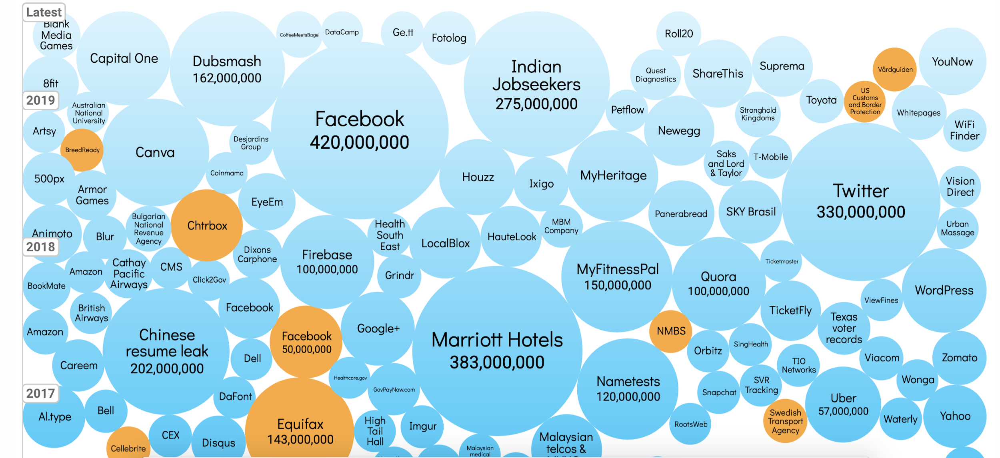 Latest
Blank
Media
Games
Capital One
Dubsmash
162,000,000
CoffeeMeetsBagel
DataCamp
Ge.tt
Fotolog
Indian
Jobseekers
275,000,000
Roll20
Quest
Diagnostics
ShareThis
Suprema
Vårdguiden
YouNow
8fit
2019
Australian
National
University
Facebook
420,000,000
Petflow
Newegg
Stronghold
Kingdoms
Toyota
US
Customs
and Border
Protection
Whitepages
WiFi
Finder
Artsy
BreedReady
Canva
Desjardins
Group
Coinmama
Houzz
Ixigo
MyHeritage
Saks
and Lord
& Taylor
T-Mobile
Twitter
330,000,000
Vision
Direct
500px
Armor
Games
Chtrbox
EyeEm
Panerabread
SKY Brasil
Urban
Massage
Animoto
2018
Blur
Bulgarian
National
Revenue
Agency
Dixons
Carphone
Firebase
100,000,000
Health
South
East
LocalBlox
HauteLook
MBM
Company
MyFitnessPal
150,000,000
Quora
100,000,000
Ticketmaster
WordPress
BookMate
Amazon
Cathay
Pacific
Airways
CMS
Click2Gov
Grindr
Facebook
Facebook
50,000,000
Google+
Marriott Hotels
383,000,000
NMBS
TicketFly
ViewFines
Texas
voter
records
Amazon
British
Airways
Chinese
resume leak
202,000,000
Dell
Healthcare.gov
Orbitz
SingHealth
Viacom
Zomato
Careem
GovPayNow.com
Nametests
120,000,000
TIO
Networks
Wonga
2017
AI.type
Bell
DaFont
Snapchat
SVR
Tracking
Uber
57,000,000
Yahoo
Cellebrite
CEX
Disqus
Equifax
143,000,000
High
Tail
Hall
Imgur
RootsWeb
Swedish
Transport
Agency
Waterly
Malaysian
medical
Malaysian
telcos &